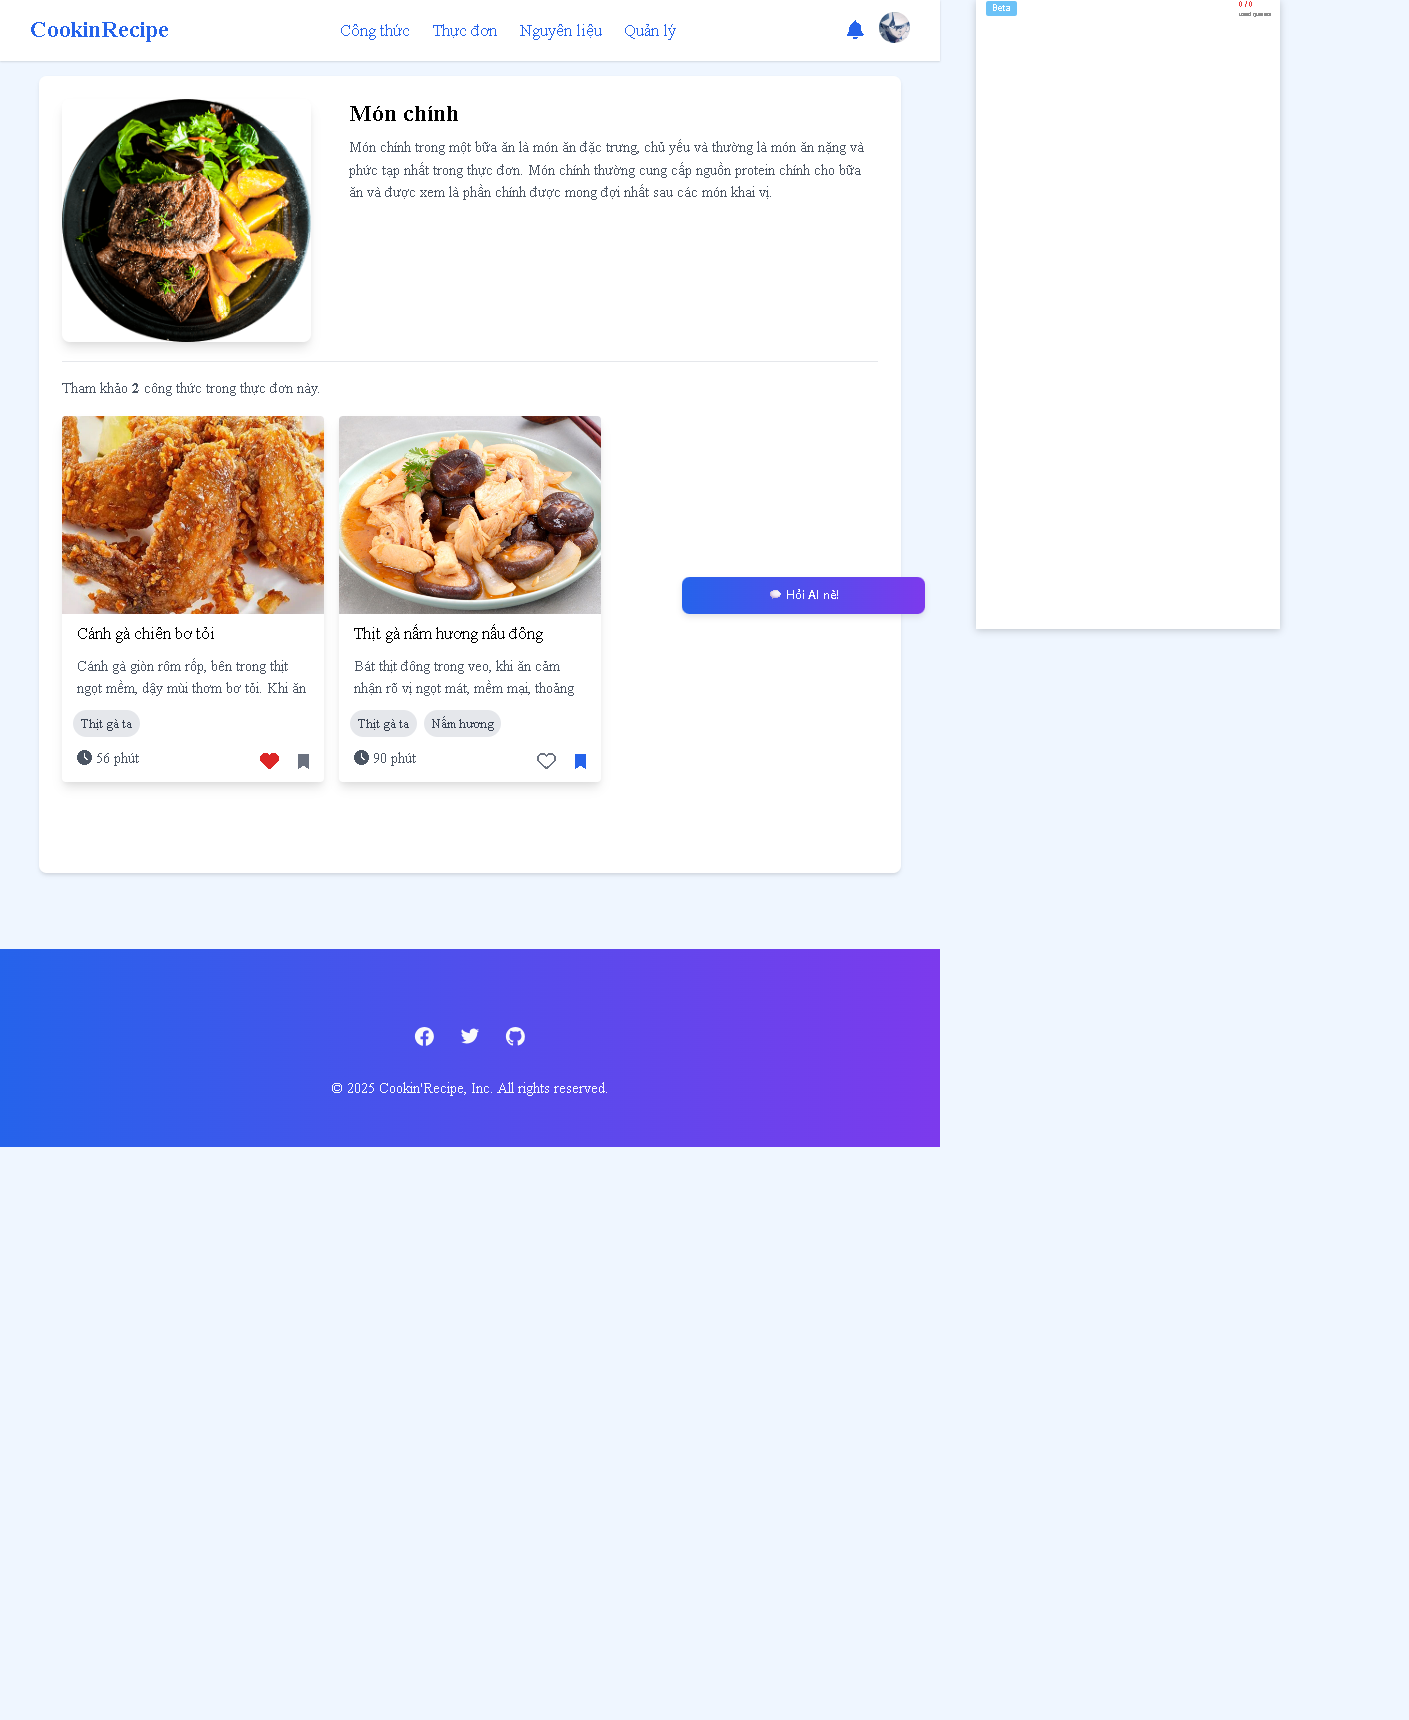 CookinRecipe
Công thức
Thực đơn
Nguyên liệu
Quản lý
Beta
0 / 0
Món chính
Món chính trong một bữa ăn là món ăn đặc trưng, chủ yếu và thường là món ăn nặng và
phức tạp nhất trong thực đơn. Món chính thường cung cấp nguồn protein chính cho bữa
ăn và được xem là phần chính được mong đợi nhất sau các món khai vị.
Tham khảo 2 công thức trong thực đơn này.
Cánh gà chiên bơ tỏi
Cánh gà giòn rôm rốp, bên trong thịt
ngọt mềm, dậy mùi thơm bơ tỏi. Khi ăn
Thịt gà ta
56 phút
Thịt gà nấm hương nấu đông
Bát thịt đông trong veo, khi ăn cảm
nhận rõ vị ngọt mát, mềm mại, thoảng
Thịt gà ta
Nấm hương
90 phút
Hỏi AI nè!
© 2025 Cookin'Recipe, Inc. All rights reserved.